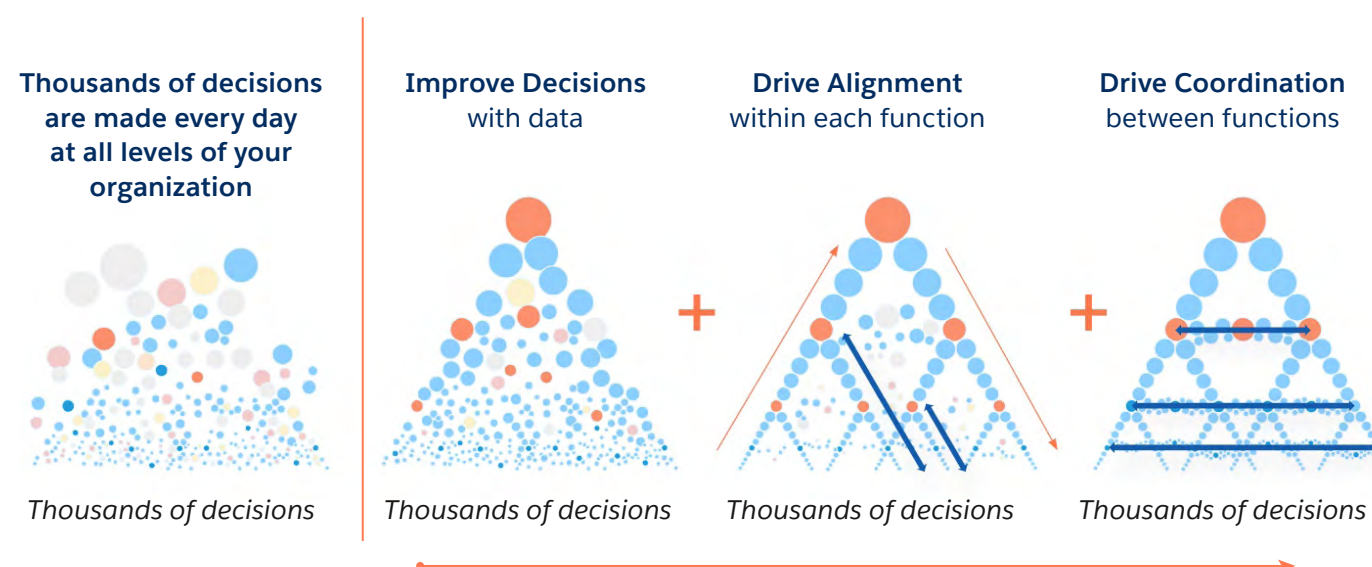 Thousands of decisions
are made every day
at all levels of your
organization
Thousands of decisions
Improve Decisions
with data
Thousands of decisions
+
Drive Alignment
within each function
Thousands of decisions
+
Drive Coordination
between functions
Thousands of decisions